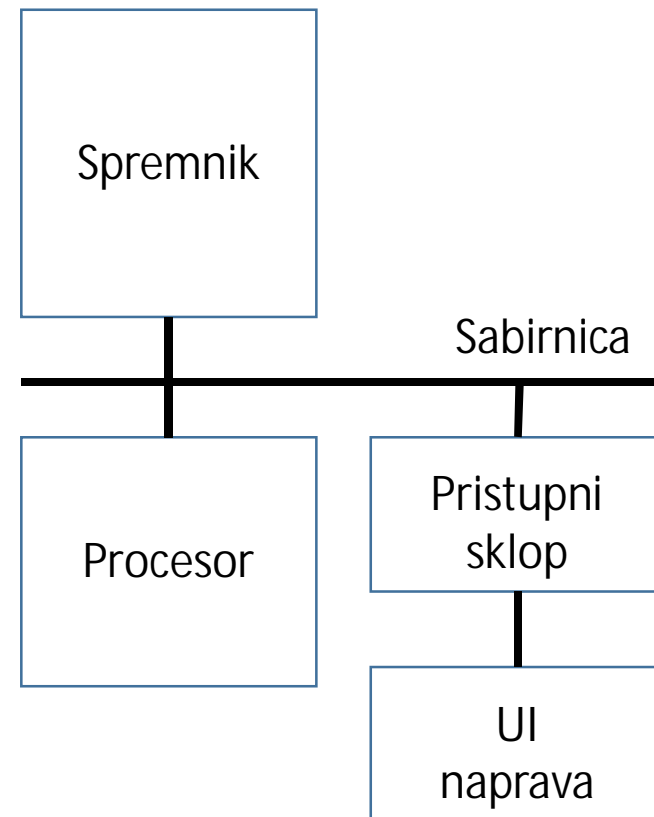 Spremnik
Sabirnica
Procesor
Pristupni
sklop
UI
naprava